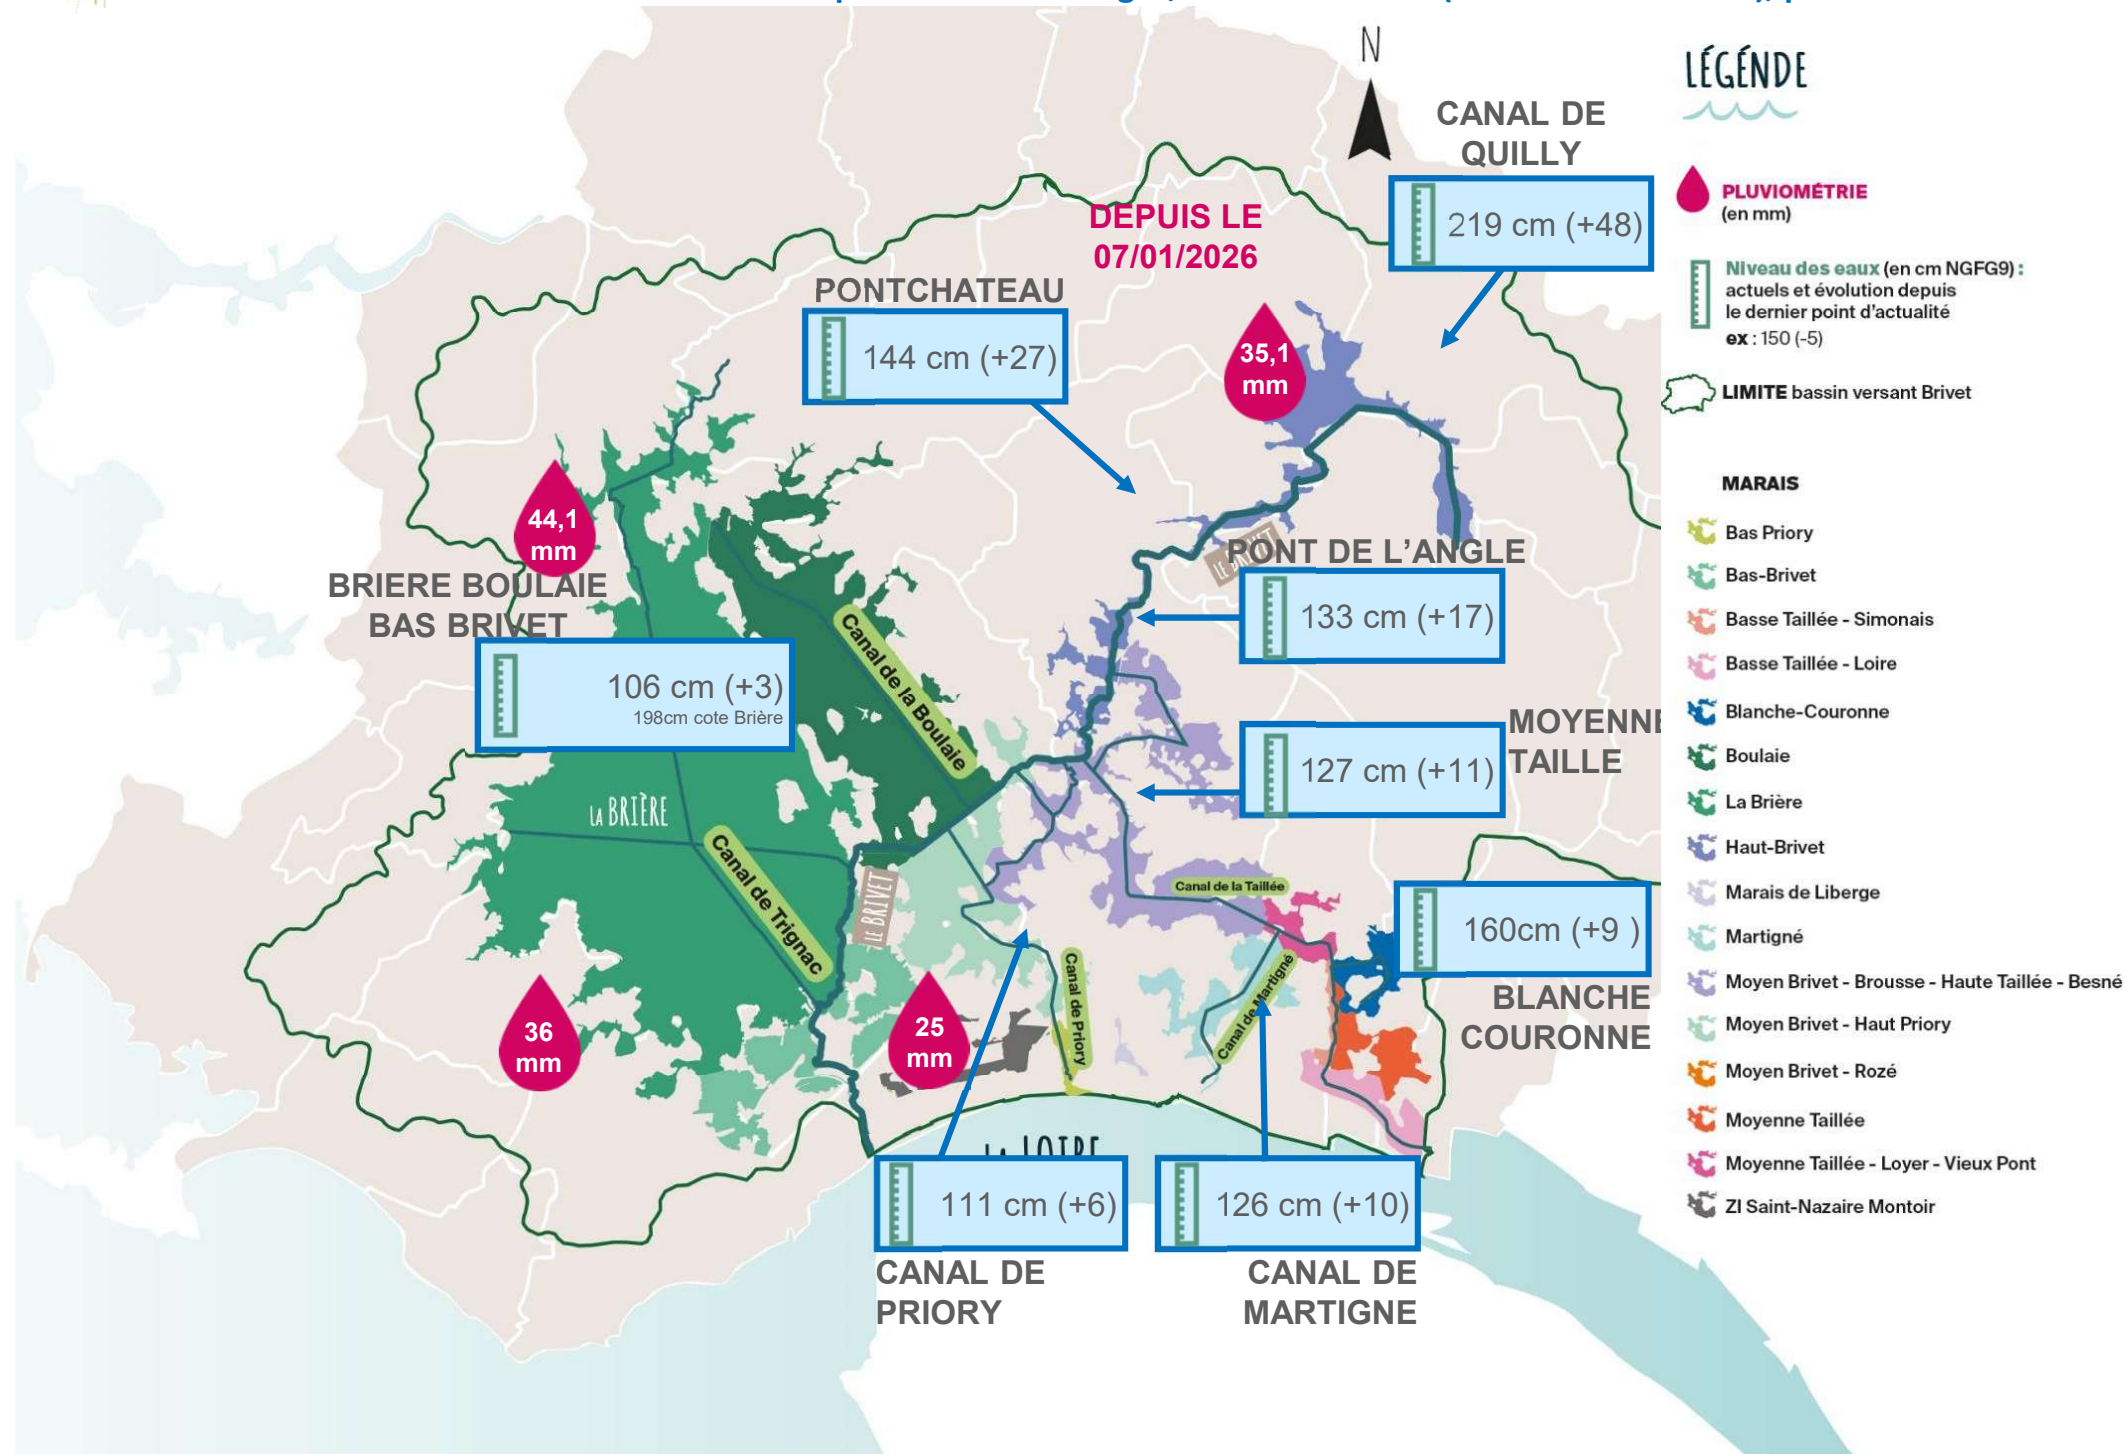 N
CANAL DE
QUILLY
219 cm (+48)
DEPUIS LE
07/01/2026
PONTCHATEAU
144 cm (+27)
35,1
mm
44,1
mm
BRIERE BOULAIE
BAS BRIVET
106 cm (+3)
198cm cote Brière
Canal de la Boulaie
PONT DE L'ANGLE
133 cm (+17)
MOYENNE
TAILLE
127 cm (+11)
LA BRIÈRE
Canal de Trignac
LE BRIVET
Canal de la Taillée
160cm (+9 )
BLANCHE
COURONNE
Canal de Priory
Canal de Martigné
36
mm
25
mm
LA LOIRE
111 cm (+6)
CANAL DE
PRIORY
126 cm (+10)
CANAL DE
MARTIGNE
LÉGÉNDE
PLUVIOMÉTRIE
(en mm)
Niveau des eaux (en cm NGFG9) :
actuels et évolution depuis
le dernier point d'actualité
ex : 150 (-5)
LIMITE bassin versant Brivet
MARAIS
Bas Priory
Bas-Brivet
Basse Taillée - Simonais
Basse Taillée - Loire
Blanche-Couronne
Boulaie
La Brière
Haut-Brivet
Marais de Liberge
Martigné
Moyen Brivet - Brousse - Haute Taillée - Besné
Moyen Brivet - Haut Priory
Moyen Brivet - Rozé
Moyenne Taillée
Moyenne Taillée - Loyer - Vieux Pont
ZI Saint-Nazaire Montoir